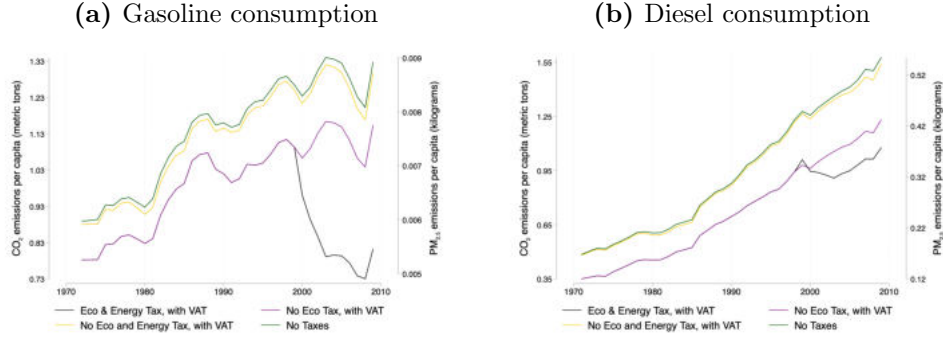 (a) Gasoline consumption
CO₂ emissions per capita (metric tons)
1.33
1.23
1.13
1.03
0.93
0.83
0.73
0.009
0.008
0.007
0.006
0.005
PM₂.₅ emissions per capita (kilograms)
1970
1980
1990
2000
2010
Eco & Energy Tax, with VAT
No Eco Tax, with VAT
No Eco and Energy Tax, with VAT
No Taxes
(b) Diesel consumption
CO₂ emissions per capita (metric tons)
1.55
1.25
0.95
0.65
0.35
0.52
0.42
0.32
0.22
0.12
PM₂.₅ emissions per capita (kilograms)
1970
1980
1990
2000
2010
Eco & Energy Tax, with VAT
No Eco Tax, with VAT
No Eco and Energy Tax, with VAT
No Taxes